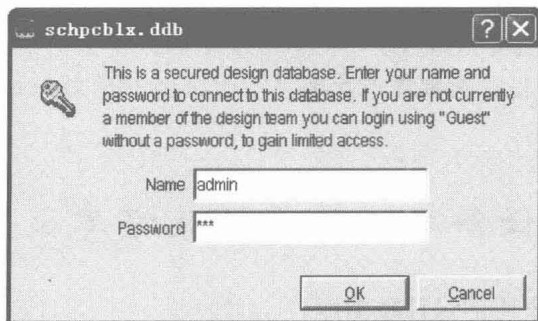 schpcblx.ddb
This is a secured design database. Enter your name and
password to connect to this database. If you are not currently
a member of the design team you can login using "Guest"
without a password, to gain limited access.
Name admin
Password ***
OK Cancel